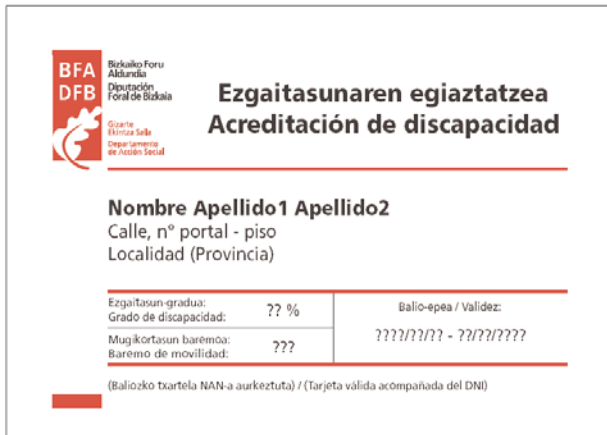 BFA
DFB
Bizkaiko Foru
Aldundia
Diputación
Foral de Bizkaia
Gizarte
Ekintza Saila
Departamento
de Acción Social
Ezgaitasunaren egiaztatzea
Acreditación de discapacidad
Nombre Apellido1 Apellido2
Calle, nº portal - piso
Localidad (Provincia)
Ezgaitasun-gradua:
Grado de discapacidad:
?? %
Mugikortasun baremoa:
Baremo de movilidad:
???
Balio-epea / Validez:
????/??/?? - ??/??/????
(Baliozko txartela NAN-a aurkeztuta) / (Tarjeta válida acompañada del DNI)